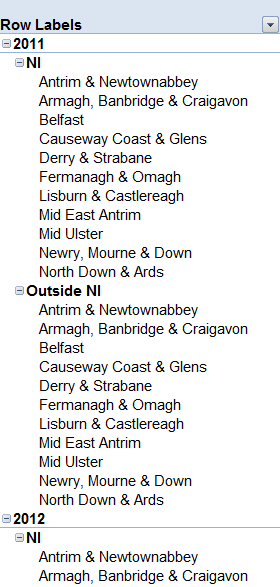 Row Labels
2011
NI
Antrim & Newtownabbey
Armagh, Banbridge & Craigavon
Belfast
Causeway Coast & Glens
Derry & Strabane
Fermanagh & Omagh
Lisburn & Castlereagh
Mid East Antrim
Mid Ulster
Newry, Mourne & Down
North Down & Ards
Outside NI
Antrim & Newtownabbey
Armagh, Banbridge & Craigavon
Belfast
Causeway Coast & Glens
Derry & Strabane
Fermanagh & Omagh
Lisburn & Castlereagh
Mid East Antrim
Mid Ulster
Newry, Mourne & Down
North Down & Ards
2012
NI
Antrim & Newtownabbey
Armagh, Banbridge & Craigavon